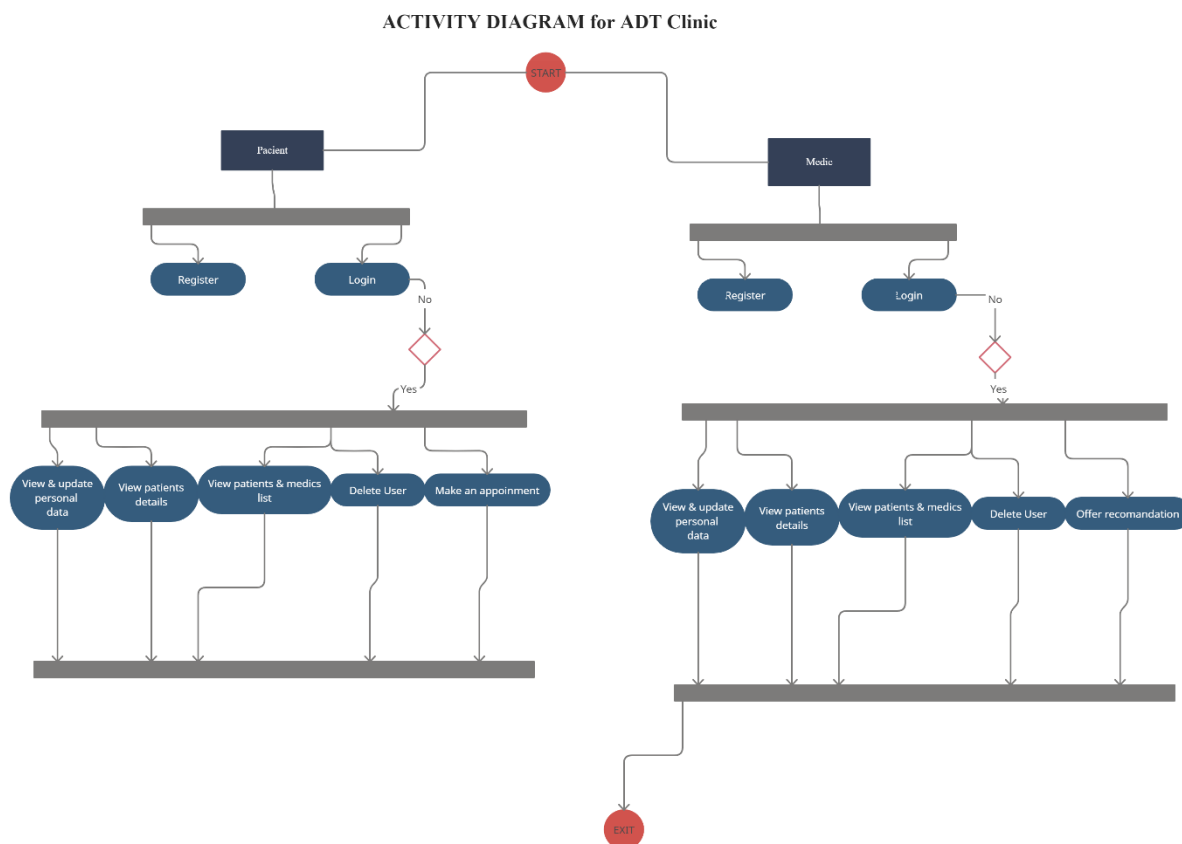 ACTIVITY DIAGRAM for ADT Clinic
START
Pacient
Medic
Register
Login
No
Yes
View & update
personal
data
View patients
details
View patients & medics
list
Delete User
Make an appoinment
Register
Login
No
Yes
View & update
personal
data
View patients
details
View patients & medics
list
Delete User
Offer recomandation
EXIT